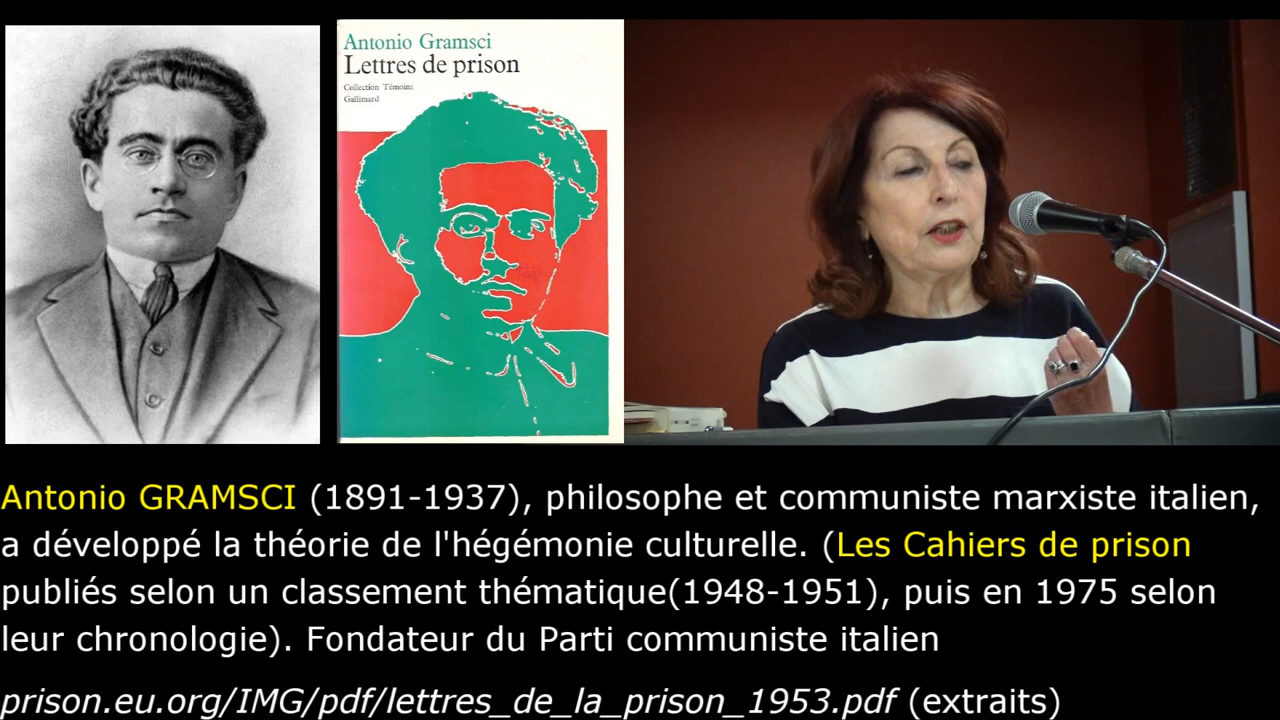 Antonio Gramsci
Lettres de prison
Collection Témoins
Gallimard
Antonio GRAMSCI (1891-1937), philosophe et communiste marxiste italien,
a développé la théorie de l'hégémonie culturelle. (Les Cahiers de prison
publiés selon un classement thématique(1948-1951), puis en 1975 selon
leur chronologie). Fondateur du Parti communiste italien
prison.eu.org/IMG/pdf/lettres_de_la_prison_1953.pdf (extraits)